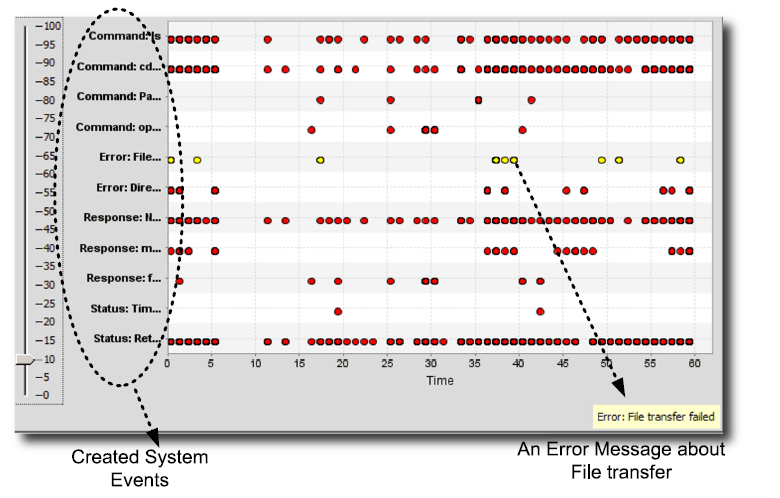 −100
−95
−90
−85
−80
−75
−70
−65
−60
−55
−50
−45
−40
−35
−30
−25
−20
−15
−10
−5
−0
Command: ls
Command: cd...
Command: Pa...
Command: op...
Error: File...
Error: Dire...
Response: N...
Response: m...
Response: f...
Status: Tim...
Status: Ret...
0 5 10 15 20 25 30 35 40 45 50 55 60
Time
Error: File transfer failed
Created System
Events
An Error Message about
File transfer